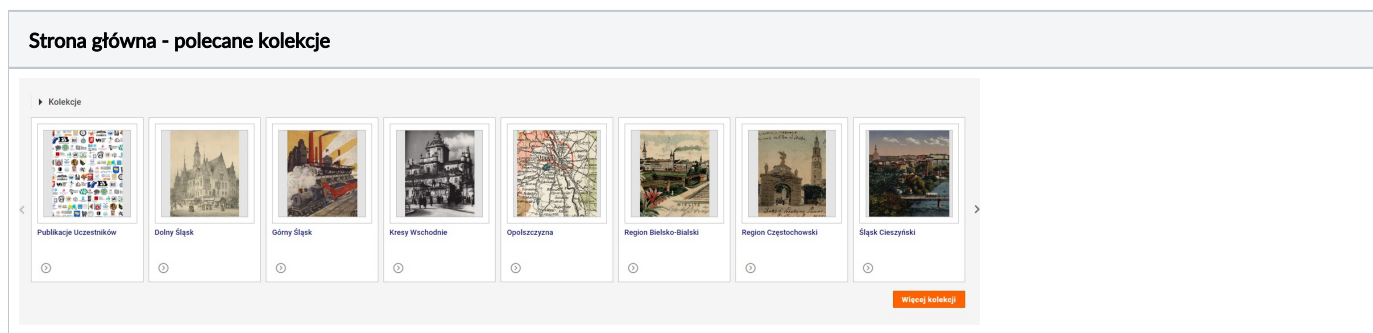 Strona główna - polecane kolekcje
Kolekcje
Publikacje Uczestników
Dolny Śląsk
Górny Śląsk
Kresy Wschodnie
Opolszczyzna
Region Bielsko-Bialski
Region Częstochowski
Śląsk Cieszyński
Więcej kolekcji